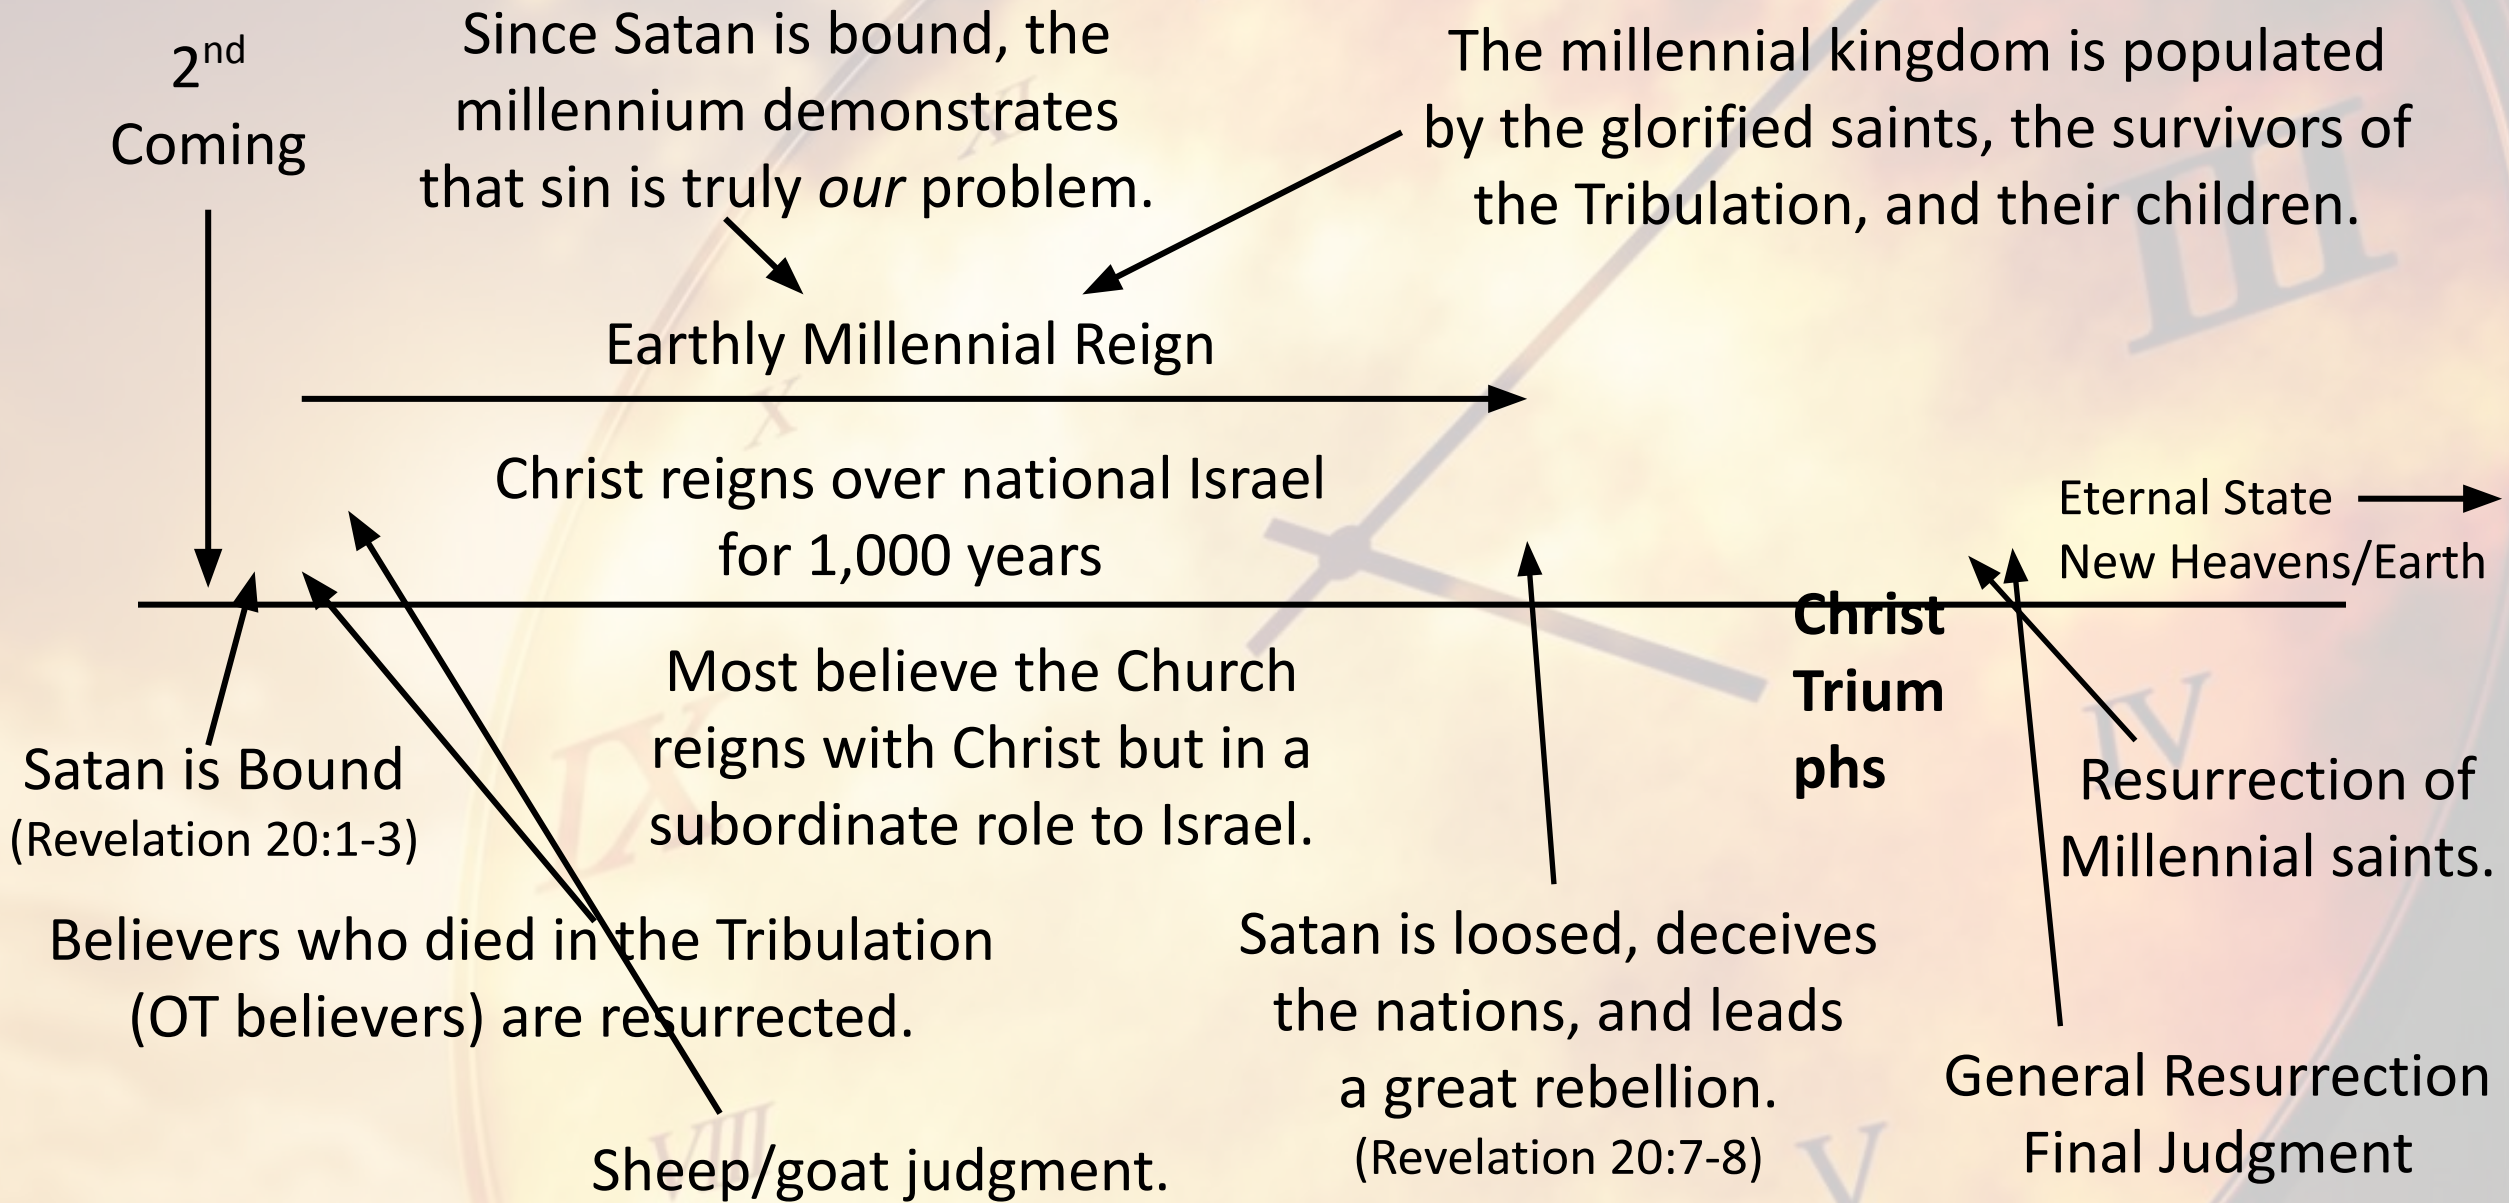 2nd
Coming
Since Satan is bound, the
millennium demonstrates
that sin is truly our problem.
The millennial kingdom is populated
by the glorified saints, the survivors of
the Tribulation, and their children.
Earthly Millennial Reign
Christ reigns over national Israel
for 1,000 years
Eternal State
New Heavens/Earth
Christ
Trium
phs
Most believe the Church
reigns with Christ but in a
subordinate role to Israel.
Satan is Bound
(Revelation 20:1-3)
Resurrection of
Millennial saints.
Believers who died in the Tribulation
(OT believers) are resurrected.
Satan is loosed, deceives
the nations, and leads
a great rebellion.
(Revelation 20:7-8)
General Resurrection
Final Judgment
Sheep/goat judgment.
XI
X
IX
VIII
III
IV
V